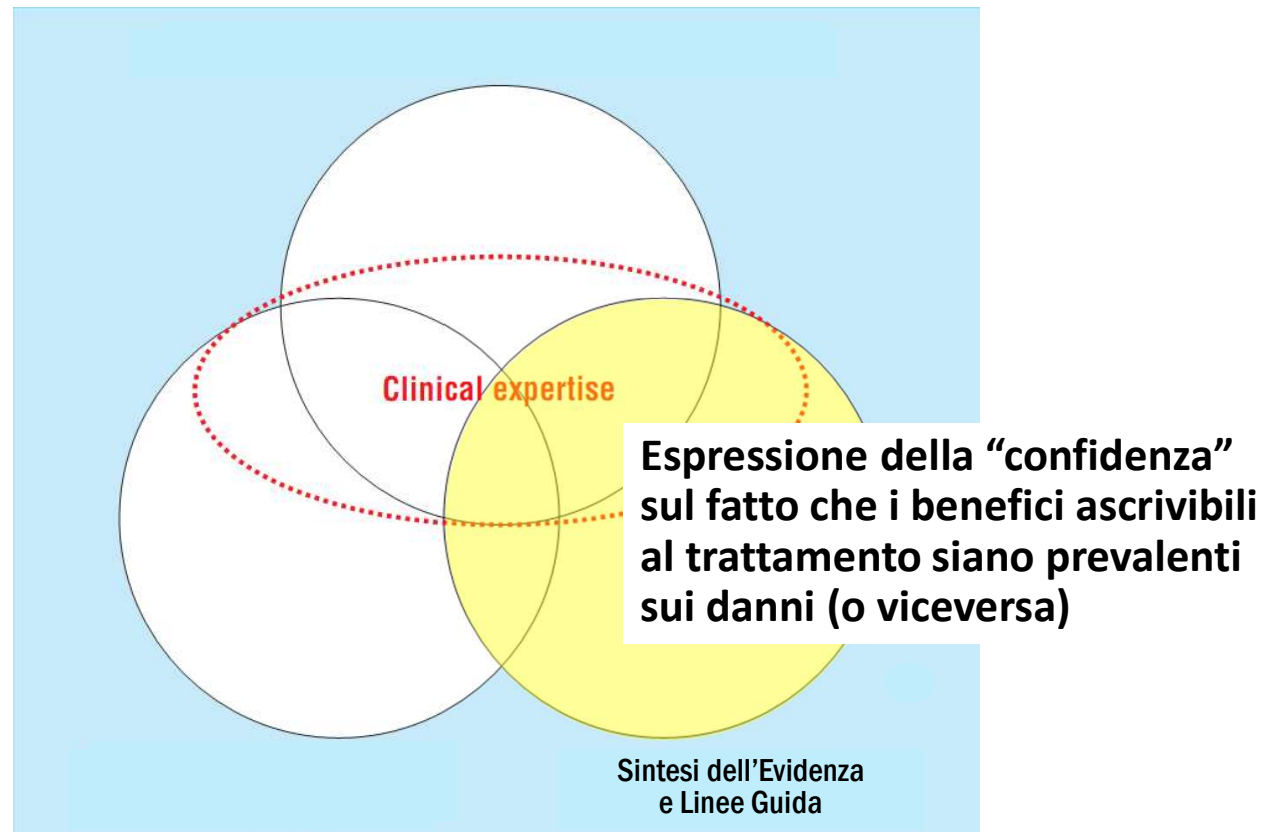 Clinical expertise
Espressione della “confidenza”
sul fatto che i benefici ascrivibili
al trattamento siano prevalenti
sui danni (o viceversa)
Sintesi dell’Evidenza
e Linee Guida